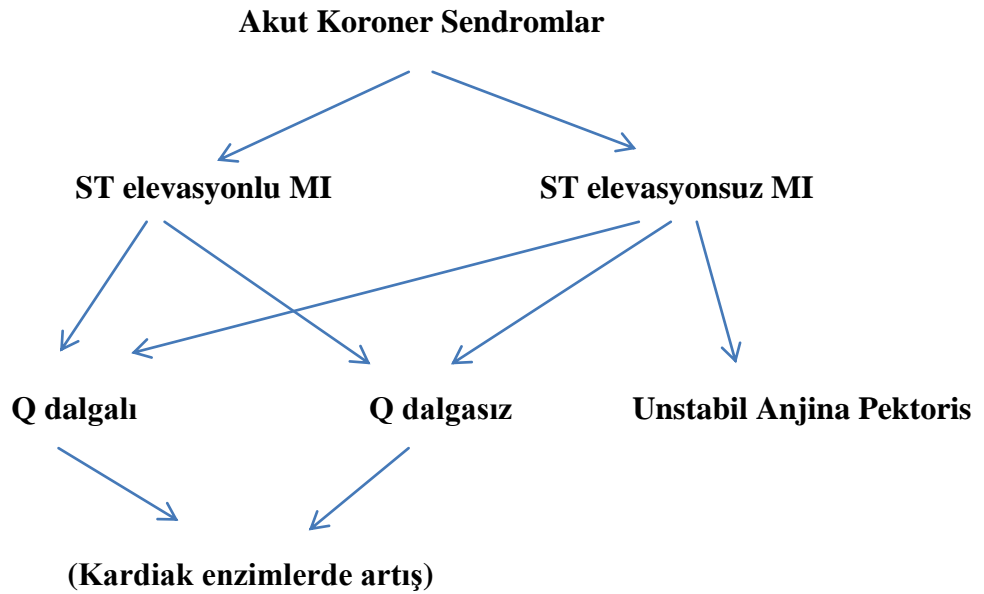 Akut Koroner Sendromlar
ST elevasyonlu MI
ST elevasyonsuz MI
Q dalgalı
Q dalgasız
Unstabil Anjina Pektoris
(Kardiak enzimlerde artış)